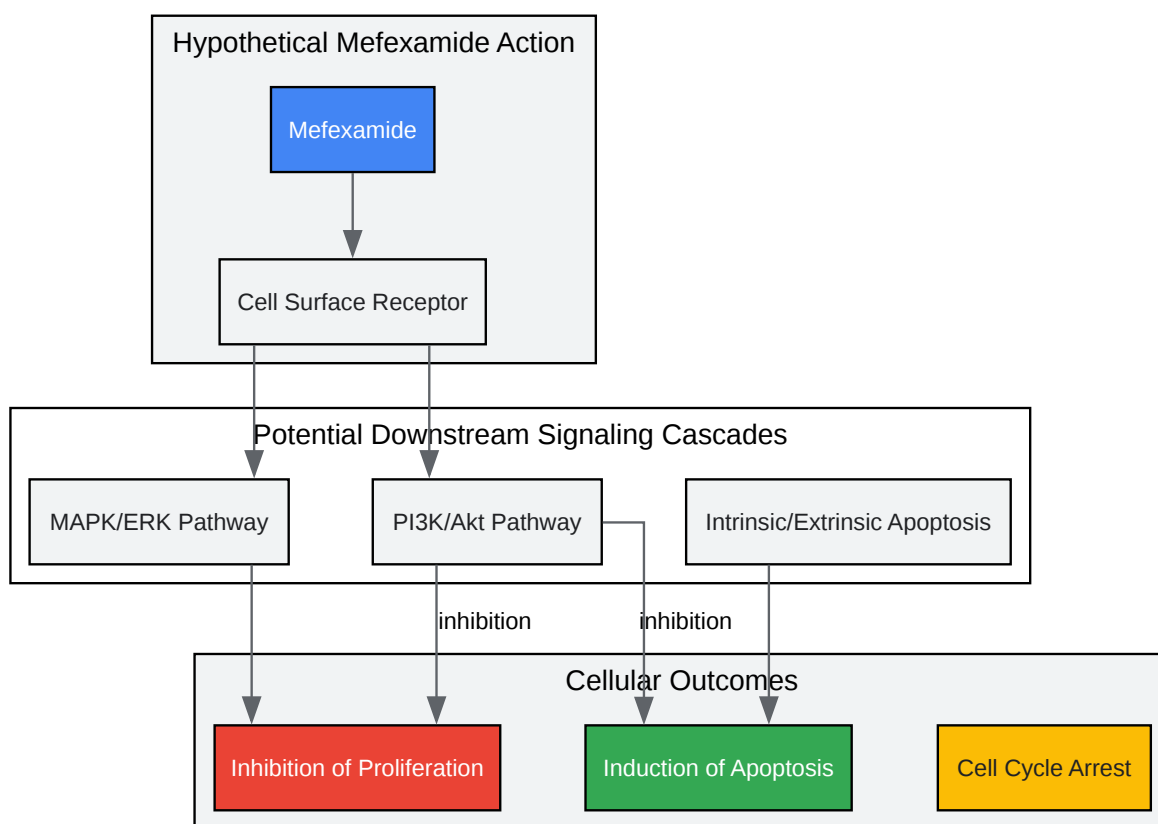 Hypothetical Mefexamide Action
Mefexamide
Cell Surface Receptor
Potential Downstream Signaling Cascades
MAPK/ERK Pathway
PI3K/Akt Pathway
Intrinsic/Extrinsic Apoptosis
inhibition
inhibition
Cellular Outcomes
Inhibition of Proliferation
Induction of Apoptosis
Cell Cycle Arrest